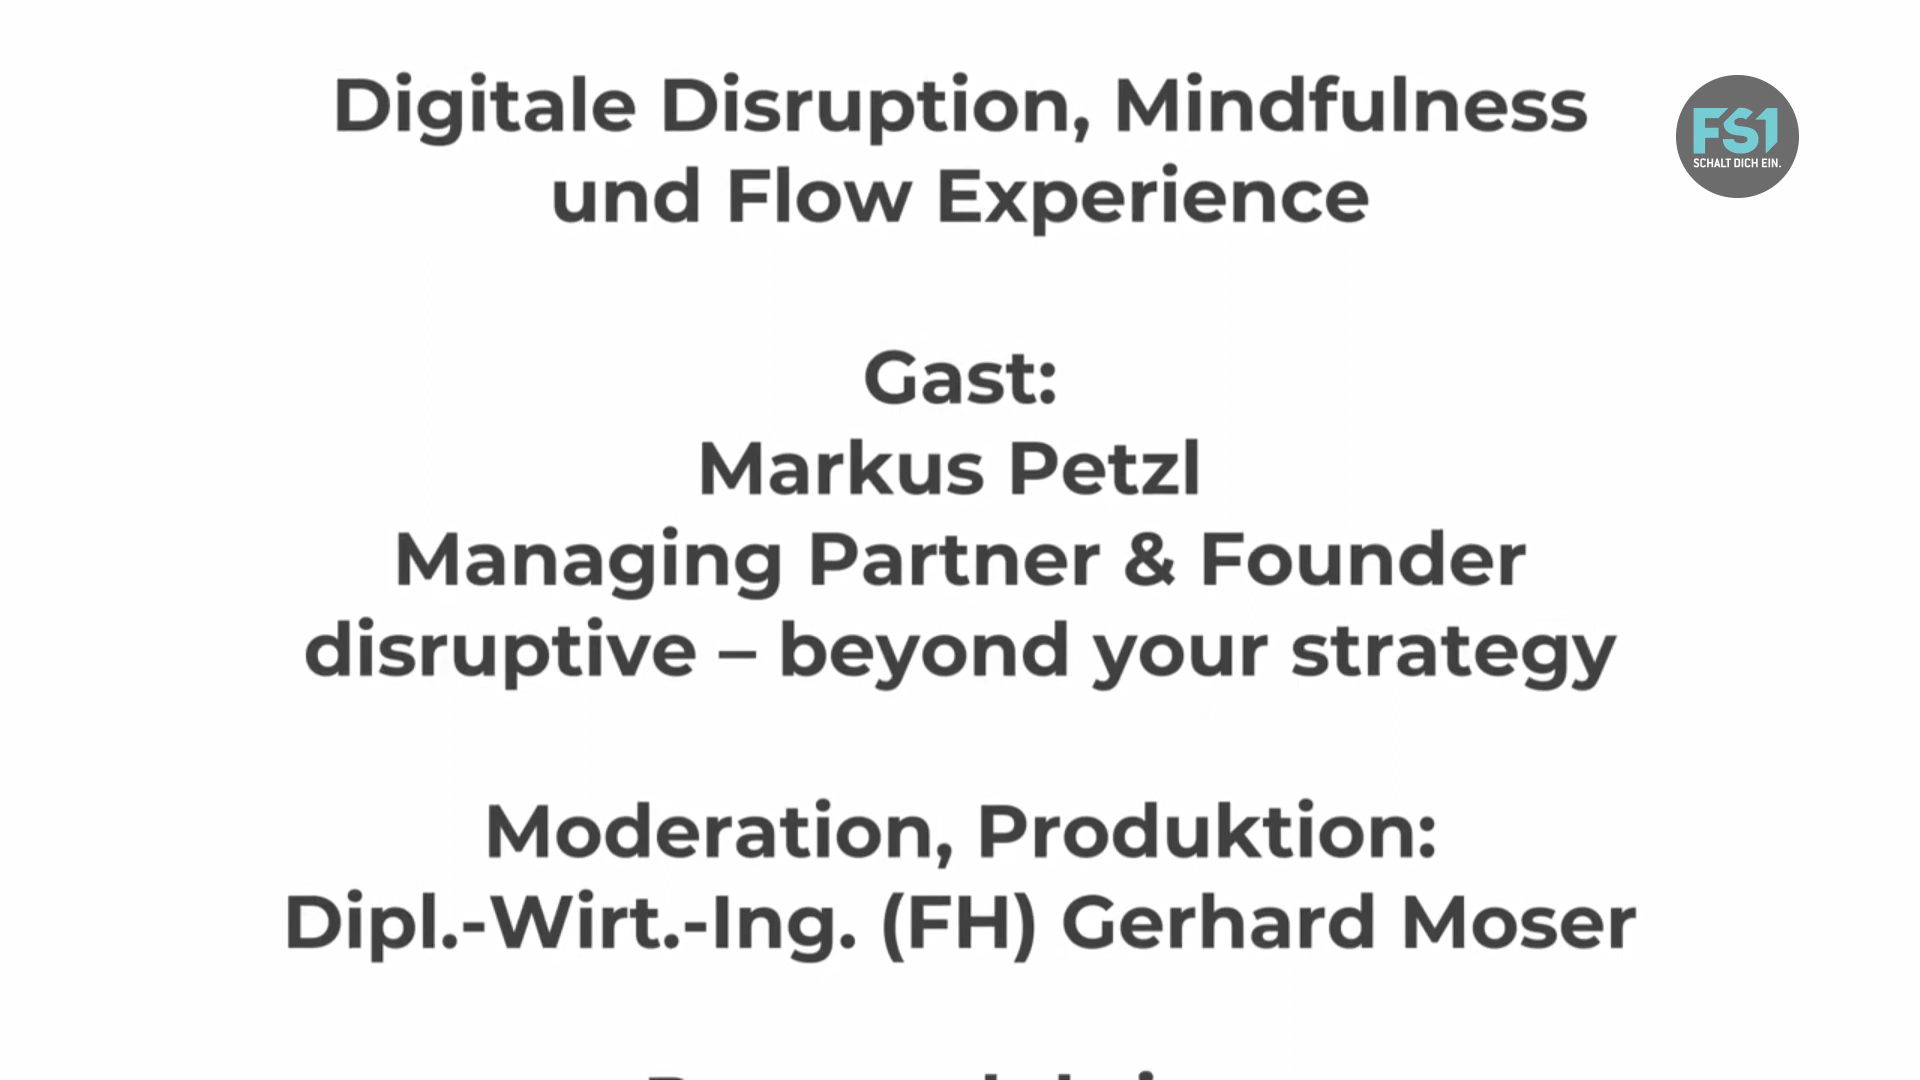 Digitale Disruption, Mindfulness
und Flow Experience
FS1
SCHALT DICH EIN.
Gast:
Markus Petzl
Managing Partner & Founder
disruptive – beyond your strategy
Moderation, Produktion:
Dipl.-Wirt.-Ing. (FH) Gerhard Moser